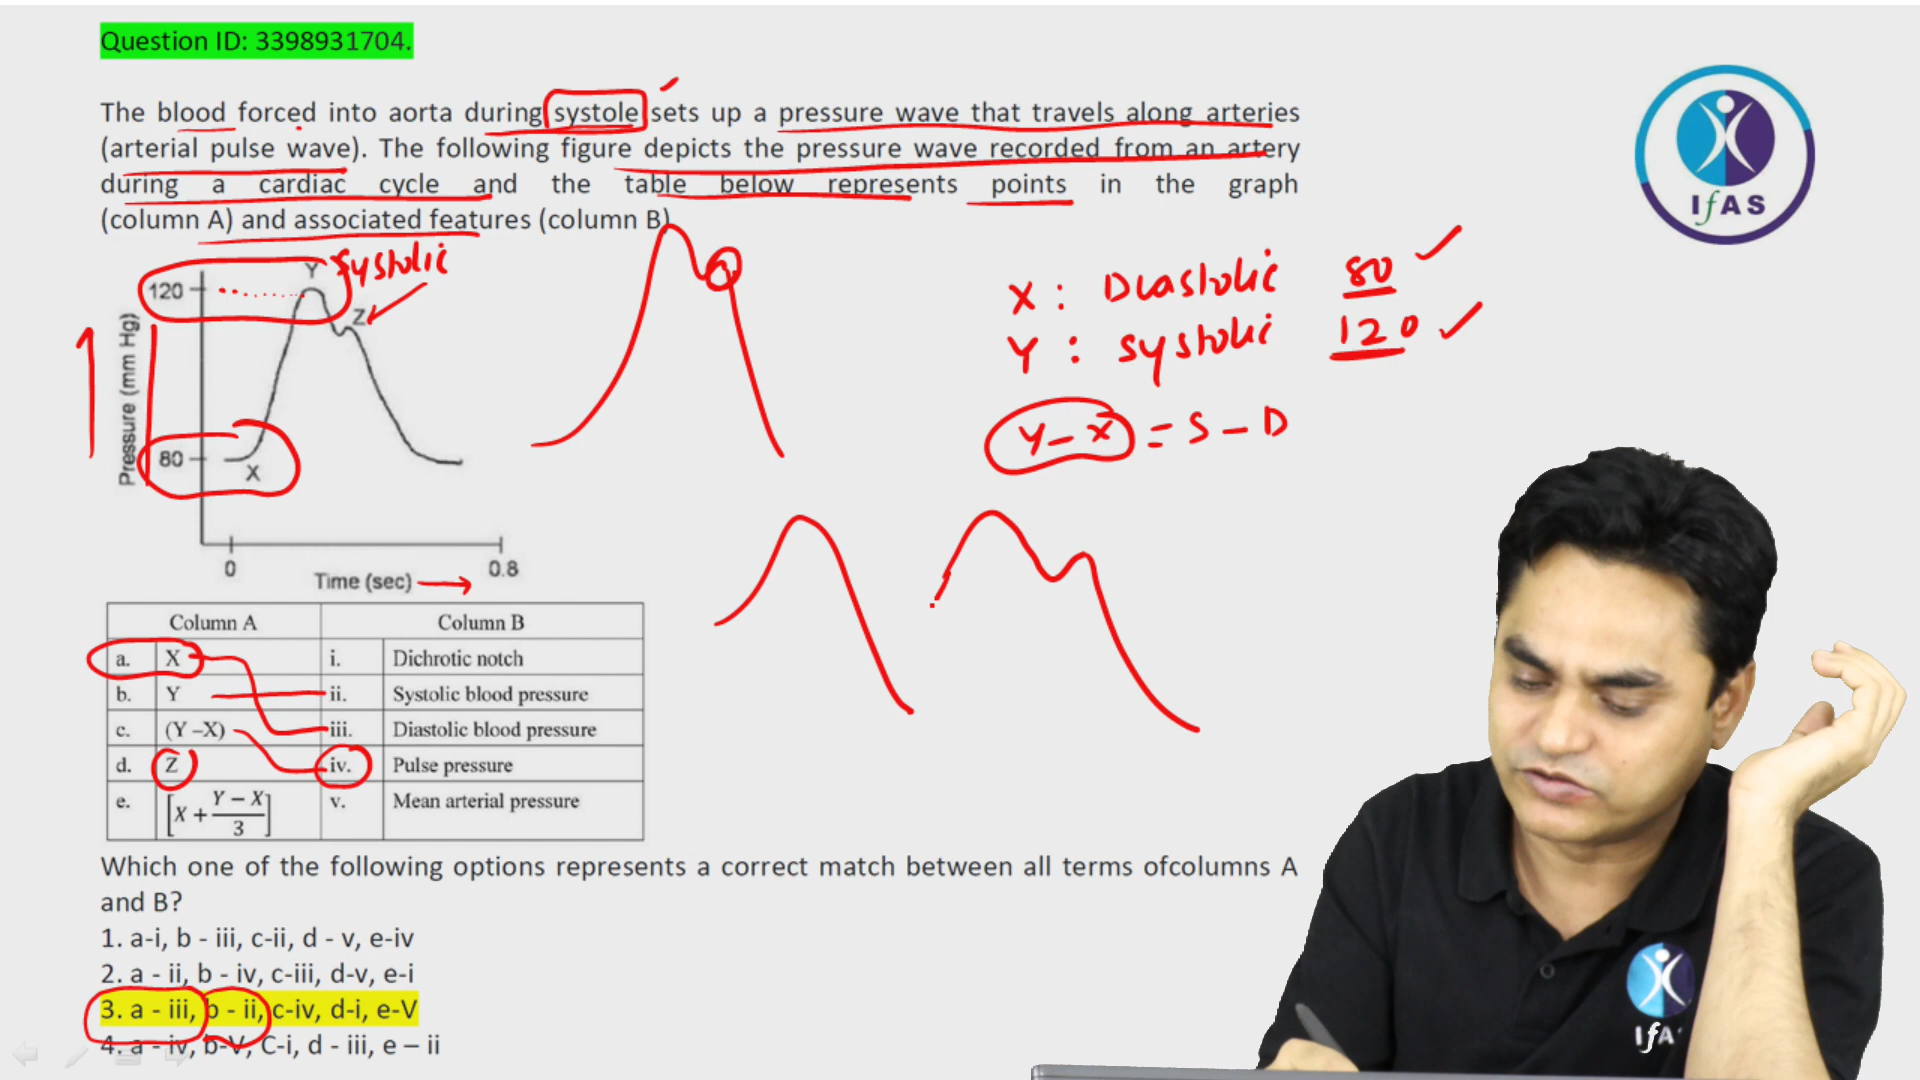 Question ID: 3398931704.
The blood forced into aorta during systole sets up a pressure wave that travels along arteries
(arterial pulse wave). The following figure depicts the pressure wave recorded from an artery
during a cardiac cycle and the table below represents points in the graph
(column A) and associated features (column B)
IfAS
Y
Systolic
120
Z
Pressure (mm Hg)
80
X
0
0.8
Time (sec)
X : Diastolic 80
Y : systolic 120
Y - X = S - D
Column A Column B
a. X i. Dichrotic notch
b. Y ii. Systolic blood pressure
c. (Y –X) iii. Diastolic blood pressure
d. Z iv. Pulse pressure
e. [X + (Y − X)/3] v. Mean arterial pressure
Which one of the following options represents a correct match between all terms ofcolumns A
and B?
1. a-i, b - iii, c-ii, d - v, e-iv
2. a - ii, b - iv, c-iii, d-v, e-i
3. a - iii, b - ii, c-iv, d-i, e-V
4. a - iv, b-V, C-i, d - iii, e – ii
IfA